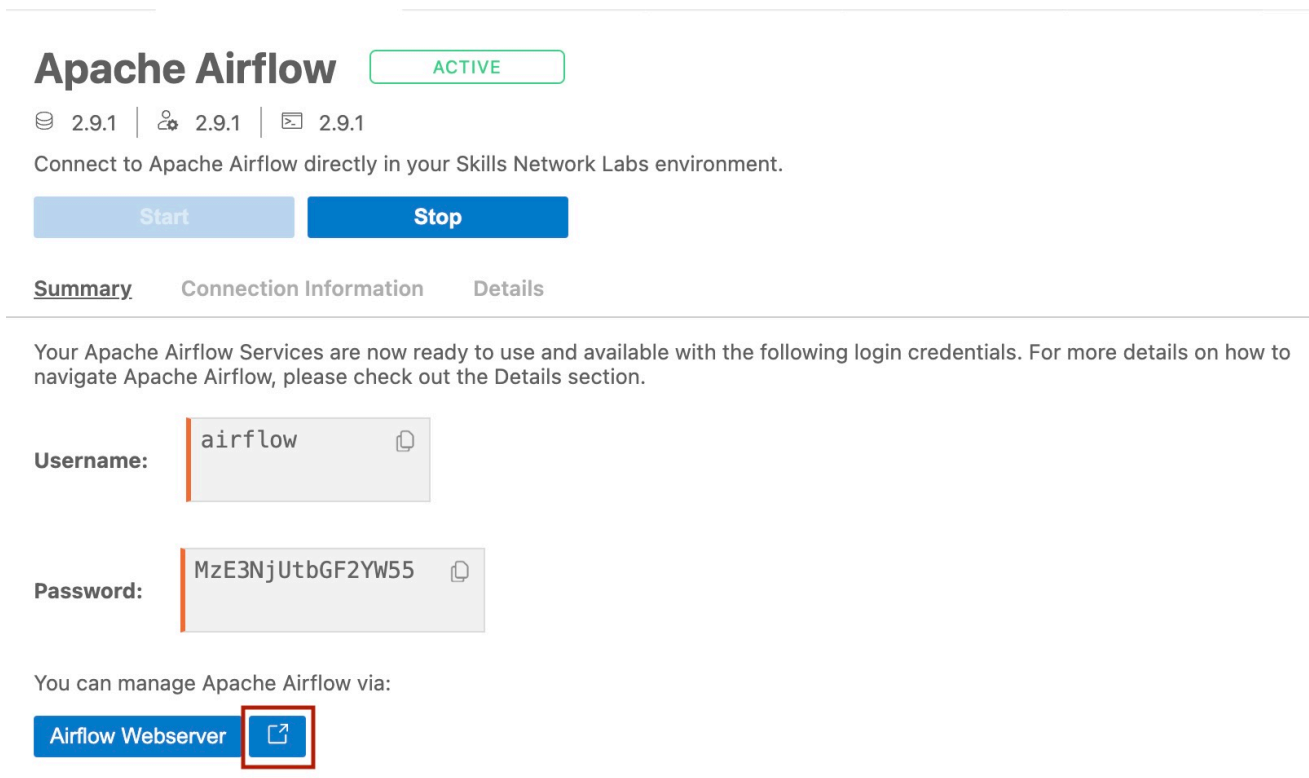 Apache Airflow ACTIVE
2.9.1 2.9.1 2.9.1
Connect to Apache Airflow directly in your Skills Network Labs environment.
Start Stop
Summary Connection Information Details
Your Apache Airflow Services are now ready to use and available with the following login credentials. For more details on how to
navigate Apache Airflow, please check out the Details section.
Username: airflow
Password: MzE3NjUtbGF2YW55
You can manage Apache Airflow via:
Airflow Webserver